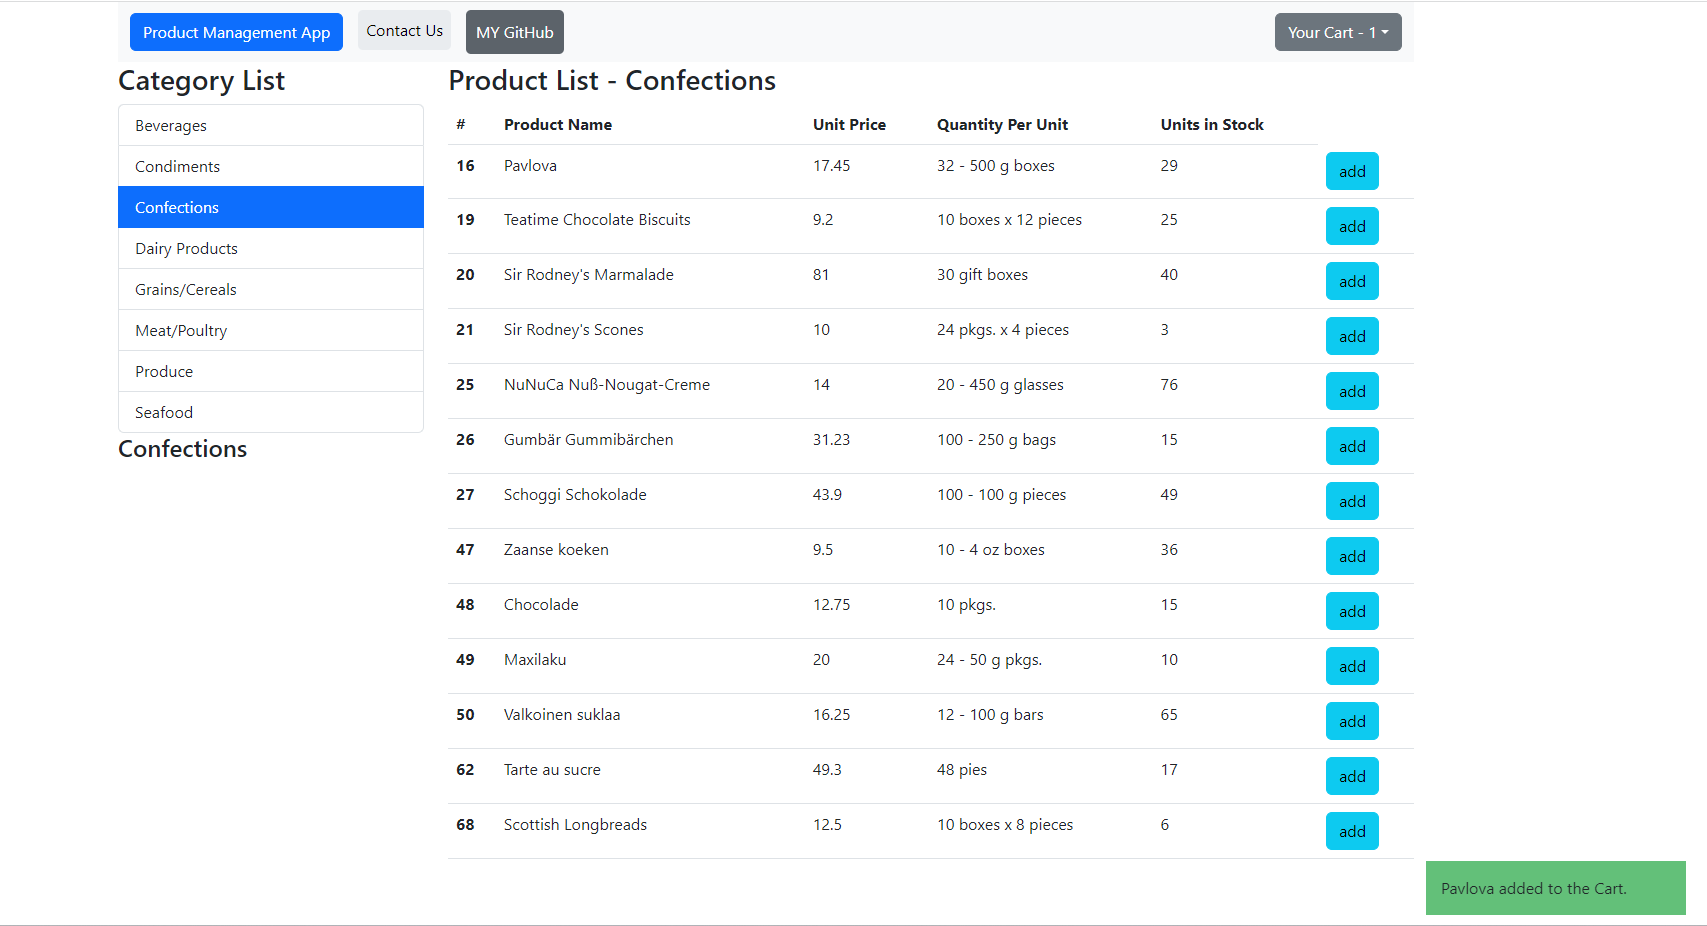 Product Management App Contact Us MY GitHub Your Cart - 1
Category List
Beverages
Condiments
Confections
Dairy Products
Grains/Cereals
Meat/Poultry
Produce
Seafood
Confections
Product List - Confections
# Product Name Unit Price Quantity Per Unit Units in Stock
16 Pavlova 17.45 32 - 500 g boxes 29 add
19 Teatime Chocolate Biscuits 9.2 10 boxes x 12 pieces 25 add
20 Sir Rodney's Marmalade 81 30 gift boxes 40 add
21 Sir Rodney's Scones 10 24 pkgs. x 4 pieces 3 add
25 NuNuCa Nuß-Nougat-Creme 14 20 - 450 g glasses 76 add
26 Gumbär Gummibärchen 31.23 100 - 250 g bags 15 add
27 Schoggi Schokolade 43.9 100 - 100 g pieces 49 add
47 Zaanse koeken 9.5 10 - 4 oz boxes 36 add
48 Chocolade 12.75 10 pkgs. 15 add
49 Maxilaku 20 24 - 50 g pkgs. 10 add
50 Valkoinen suklaa 16.25 12 - 100 g bars 65 add
62 Tarte au sucre 49.3 48 pies 17 add
68 Scottish Longbreads 12.5 10 boxes x 8 pieces 6 add
Pavlova added to the Cart.